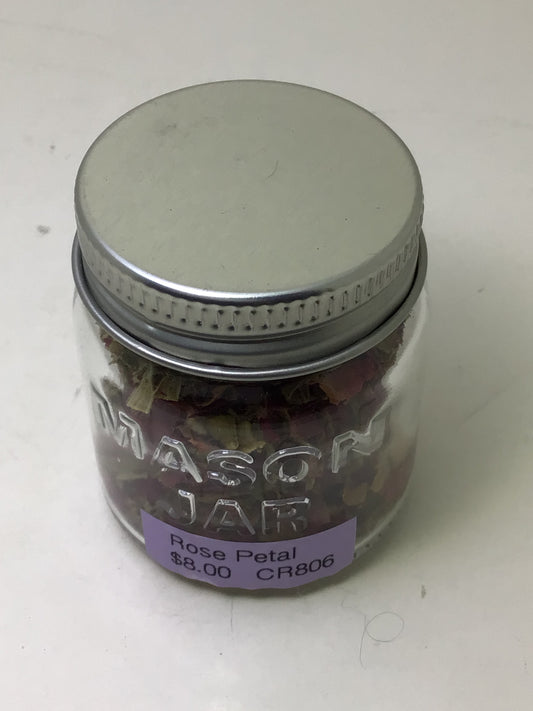 MASON
JAR
Rose Petal
$8.00 CR806